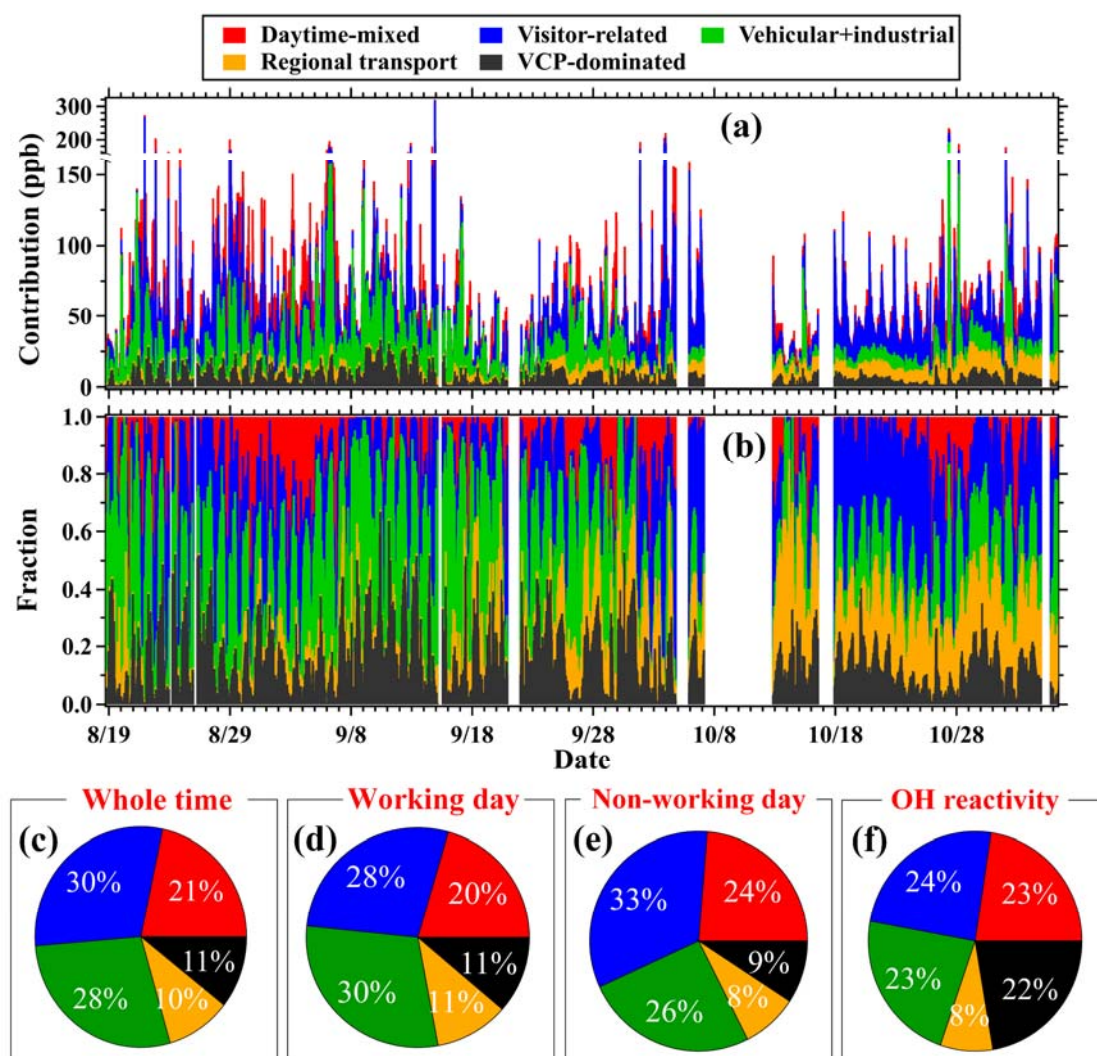 Daytime-mixed Visitor-related Vehicular+industrial
Regional transport VCP-dominated
(a)
Contribution (ppb)
300
200
150
100
50
0
(b)
Fraction
1.0
0.8
0.6
0.4
0.2
0.0
8/19 8/29 9/8 9/18 9/28 10/8 10/18 10/28
Date
Whole time Working day Non-working day OH reactivity
(c) (d) (e) (f)
30% 21% 11% 10% 28%
28% 20% 11% 11% 30%
33% 24% 9% 8% 26%
24% 23% 22% 8% 23%